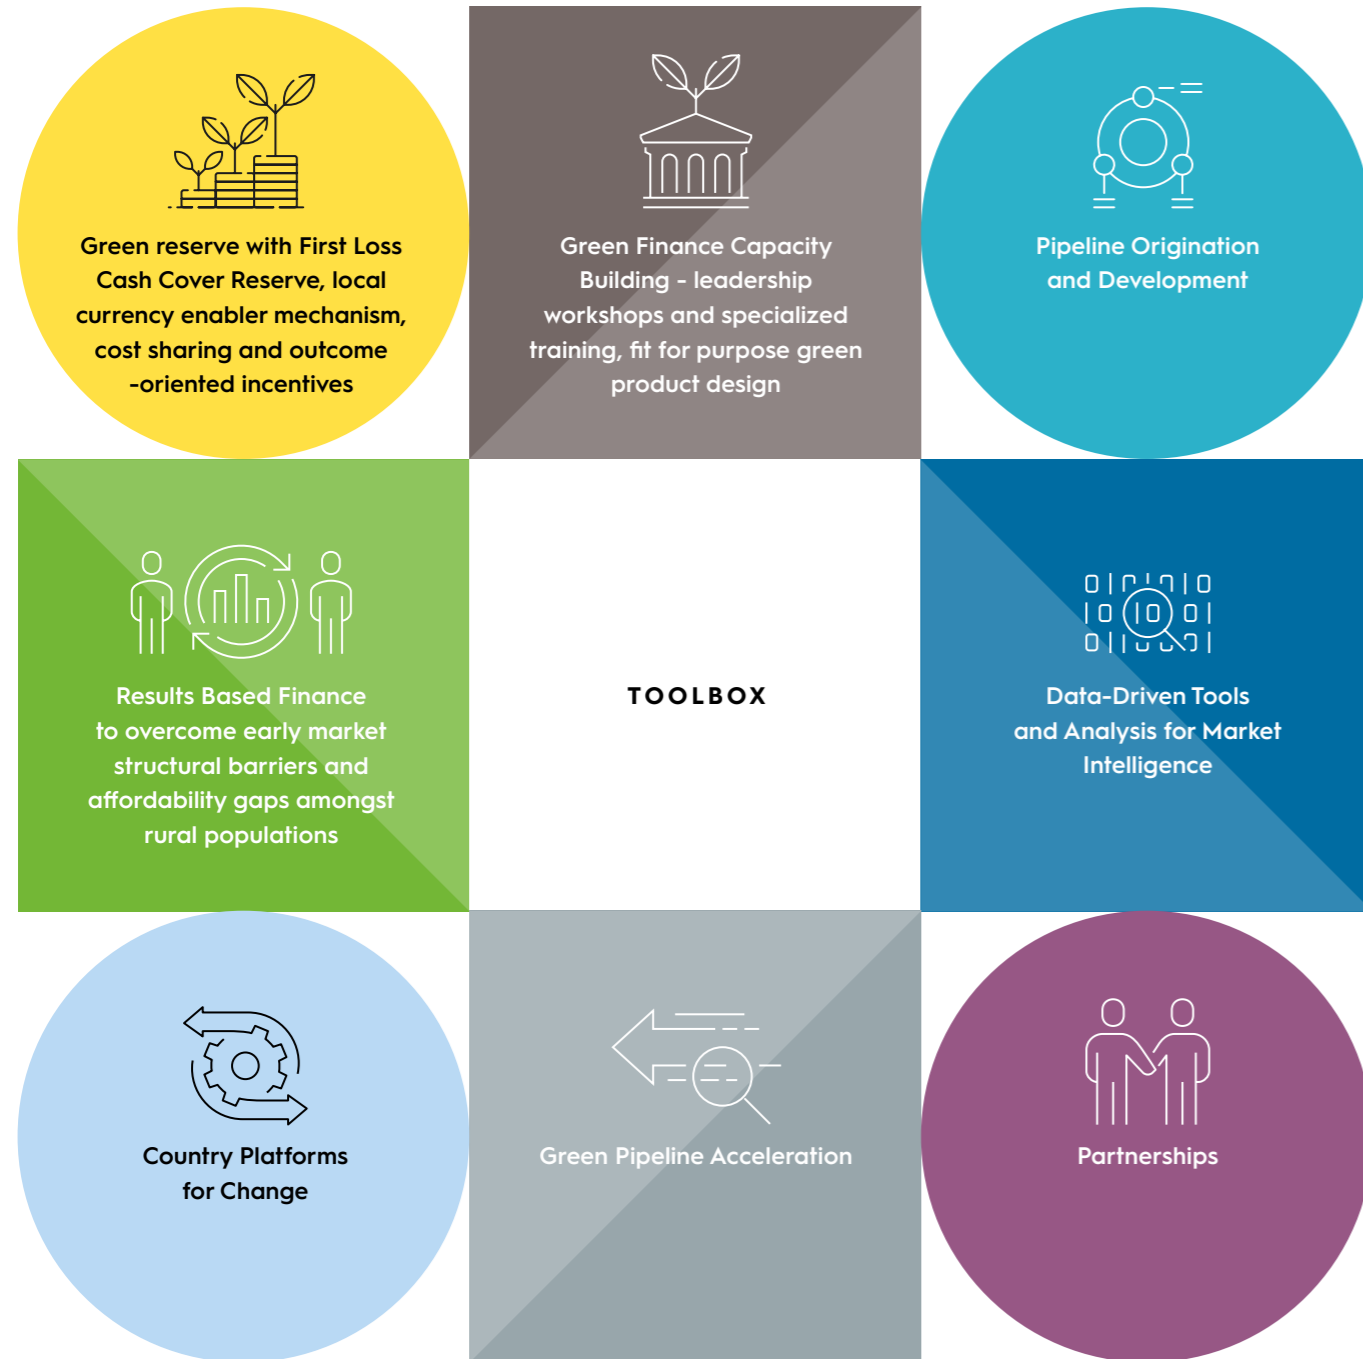 Green reserve with First Loss
Cash Cover Reserve, local
currency enabler mechanism,
cost sharing and outcome
-oriented incentives
Green Finance Capacity
Building - leadership
workshops and specialized
training, fit for purpose green
product design
Pipeline Origination
and Development
Results Based Finance
to overcome early market
structural barriers and
affordability gaps amongst
rural populations
TOOLBOX
Data-Driven Tools
and Analysis for Market
Intelligence
Country Platforms
for Change
Green Pipeline Acceleration
Partnerships